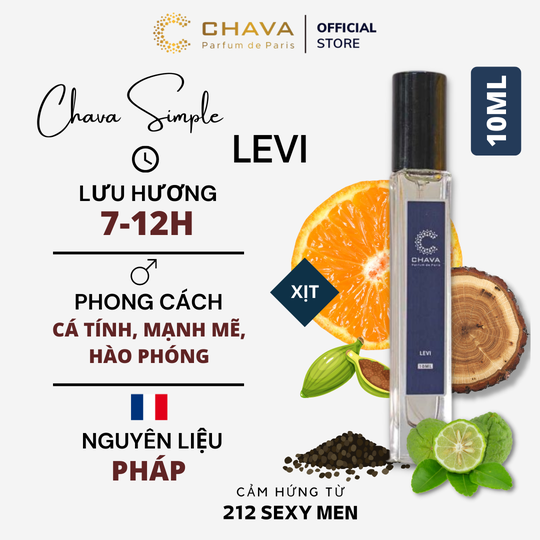 CHAVA
Parfum de Paris
OFFICIAL
STORE
Chava Simple
LEVI
10ML
LƯU HƯƠNG
7-12H
PHONG CÁCH
CÁ TÍNH, MẠNH MẼ,
HÀO PHÓNG
NGUYÊN LIỆU
PHÁP
XỊT
CHAVA
Parfum de Paris
LEVI
10ML
CẢM HỨNG TỪ
212 SEXY MEN